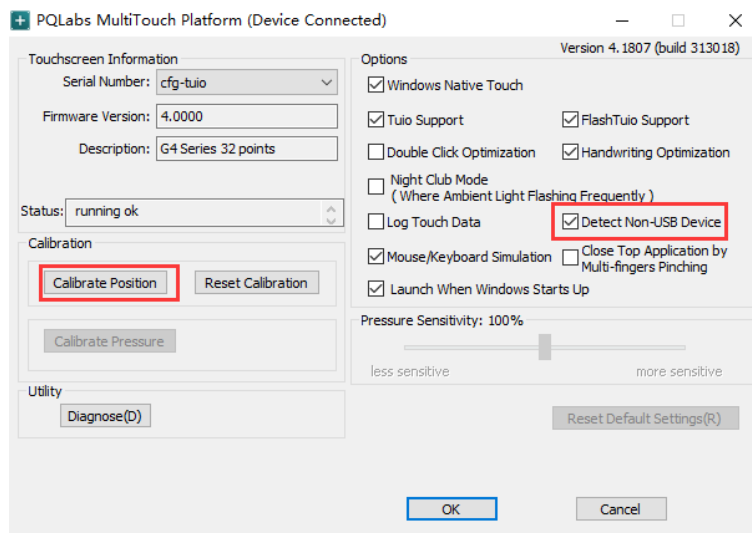 PQLabs MultiTouch Platform (Device Connected)
Version 4.1807 (build 313018)
Touchscreen Information
Serial Number: cfg-tuio
Firmware Version: 4.0000
Description: G4 Series 32 points
Status: running ok
Calibration
Calibrate Position Reset Calibration
Calibrate Pressure
Utility
Diagnose(D)
Options
Windows Native Touch
Tuio Support FlashTuio Support
Double Click Optimization Handwriting Optimization
Night Club Mode
( Where Ambient Light Flashing Frequently )
Log Touch Data Detect Non-USB Device
Mouse/Keyboard Simulation Close Top Application by
Multi-fingers Pinching
Launch When Windows Starts Up
Pressure Sensitivity: 100%
less sensitive more sensitive
Reset Default Settings(R)
OK Cancel